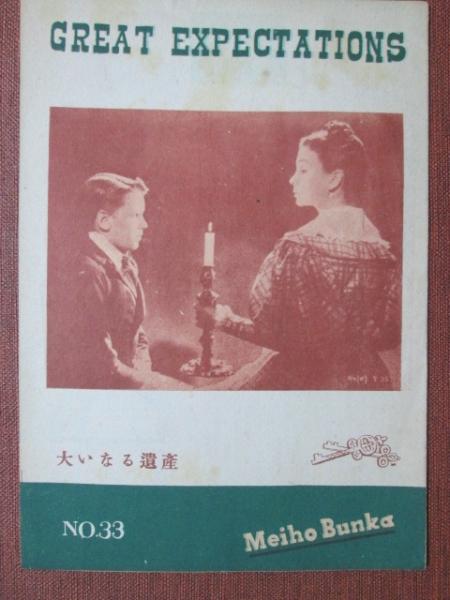 GREAT EXPECTATIONS
大いなる遺産
NO.33
Meiho Bunka